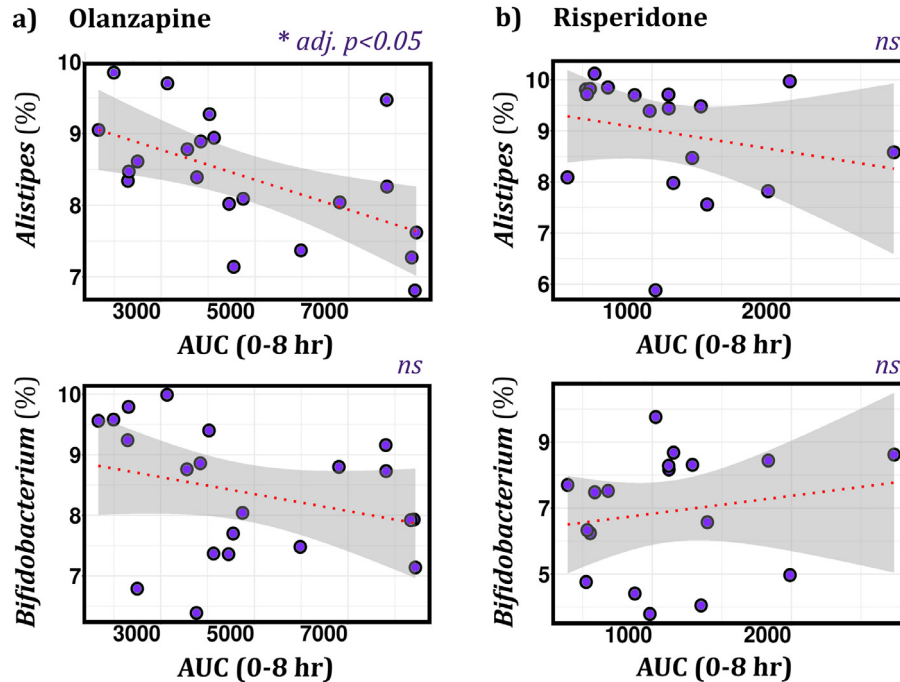 a) Olanzapine
* adj. p<0.05
Alistipes (%)
10
9
8
7
3000 5000 7000
AUC (0-8 hr)
b) Risperidone
ns
Alistipes (%)
10
9
8
7
6
1000 2000
AUC (0-8 hr)
ns
Bifidobacterium (%)
10
9
8
7
3000 5000 7000
AUC (0-8 hr)
ns
Bifidobacterium (%)
9
7
5
1000 2000
AUC (0-8 hr)